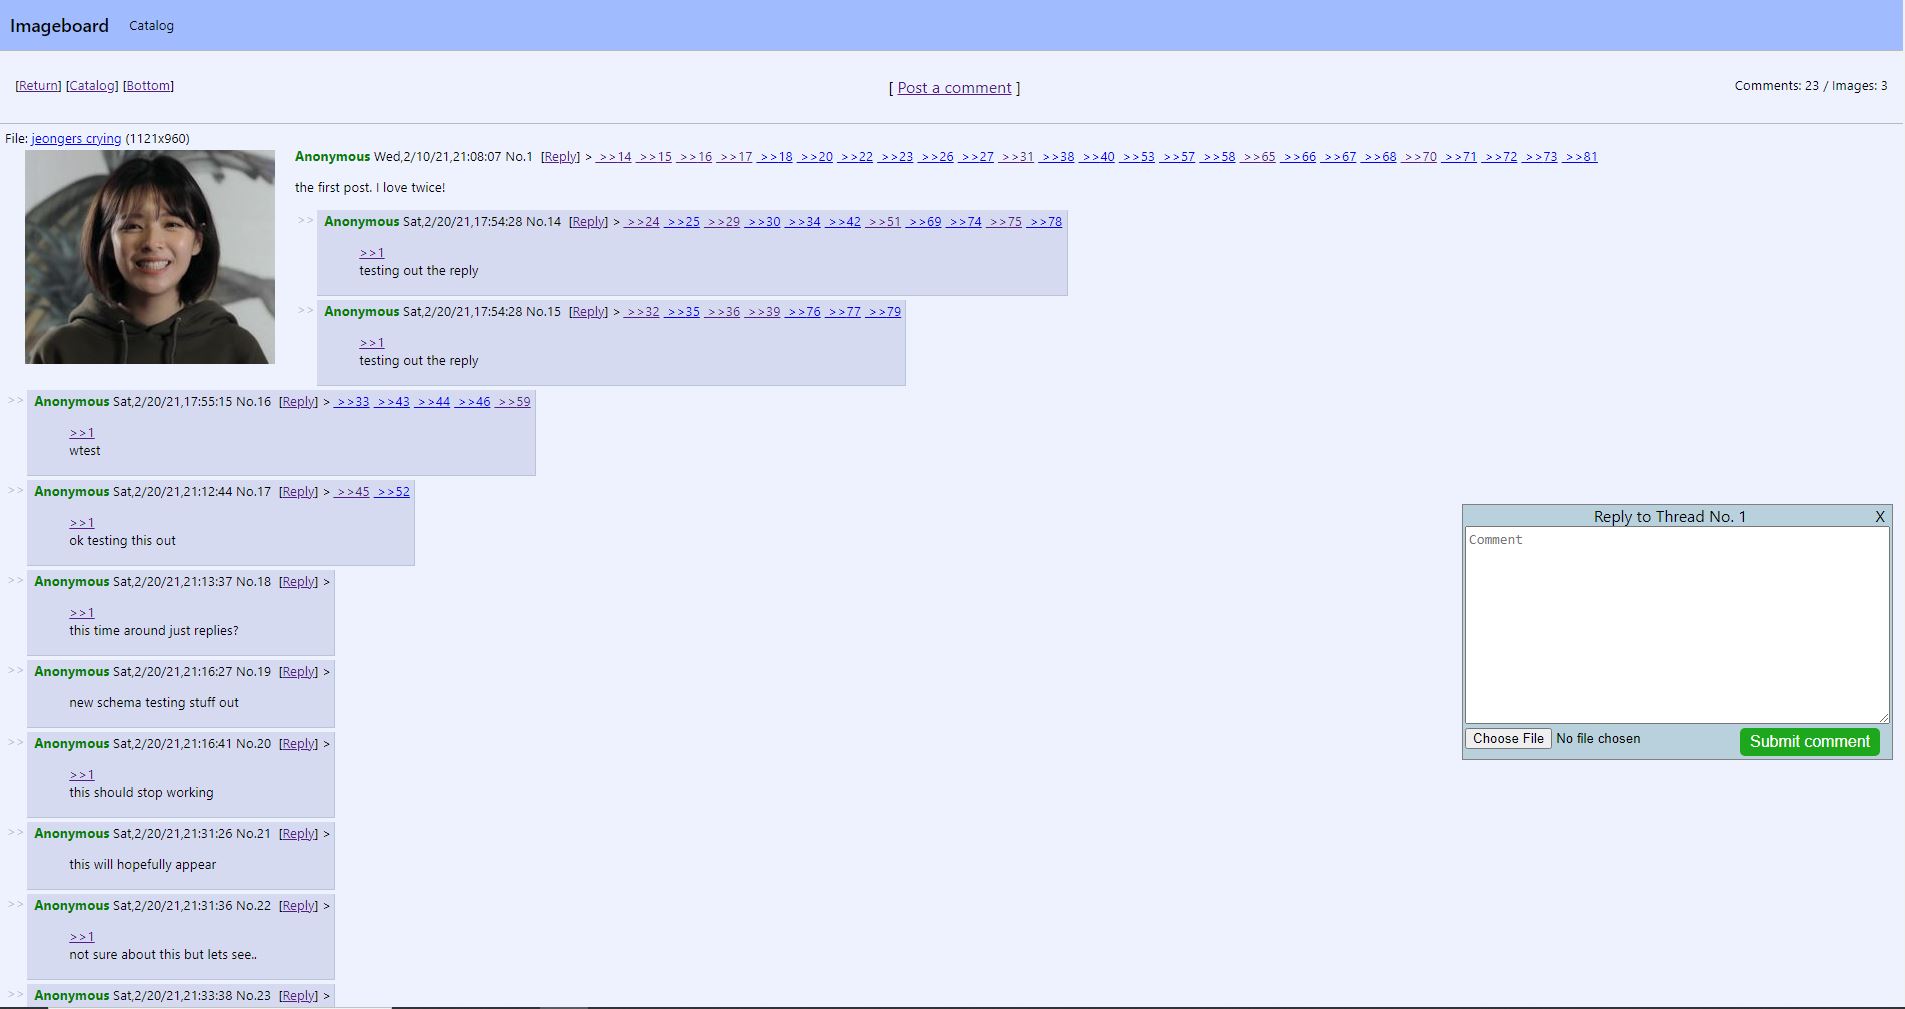 Imageboard Catalog
[Return] [Catalog] [Bottom]
[ Post a comment ]
Comments: 23 / Images: 3
File: jeongers crying (1121x960)
Anonymous Wed,2/10/21,21:08:07 No.1 [Reply] > >>14 >>15 >>16 >>17 >>18 >>20 >>22 >>23 >>26 >>27 >>31 >>38 >>40 >>53 >>57 >>58 >>65 >>66 >>67 >>68 >>70 >>71 >>72 >>73 >>81
the first post. I love twice!
>> Anonymous Sat,2/20/21,17:54:28 No.14 [Reply] > >>24 >>25 >>29 >>30 >>34 >>42 >>51 >>69 >>74 >>75 >>78
>>1
testing out the reply
>> Anonymous Sat,2/20/21,17:54:28 No.15 [Reply] > >>32 >>35 >>36 >>39 >>76 >>77 >>79
>>1
testing out the reply
>> Anonymous Sat,2/20/21,17:55:15 No.16 [Reply] > >>33 >>43 >>44 >>46 >>59
>>1
wtest
>> Anonymous Sat,2/20/21,21:12:44 No.17 [Reply] > >>45 >>52
>>1
ok testing this out
>> Anonymous Sat,2/20/21,21:13:37 No.18 [Reply] >
>>1
this time around just replies?
>> Anonymous Sat,2/20/21,21:16:27 No.19 [Reply] >
new schema testing stuff out
>> Anonymous Sat,2/20/21,21:16:41 No.20 [Reply] >
>>1
this should stop working
>> Anonymous Sat,2/20/21,21:31:26 No.21 [Reply] >
this will hopefully appear
>> Anonymous Sat,2/20/21,21:31:36 No.22 [Reply] >
>>1
not sure about this but lets see..
>> Anonymous Sat,2/20/21,21:33:38 No.23 [Reply] >
Reply to Thread No. 1 X
Comment
Choose File No file chosen
Submit comment